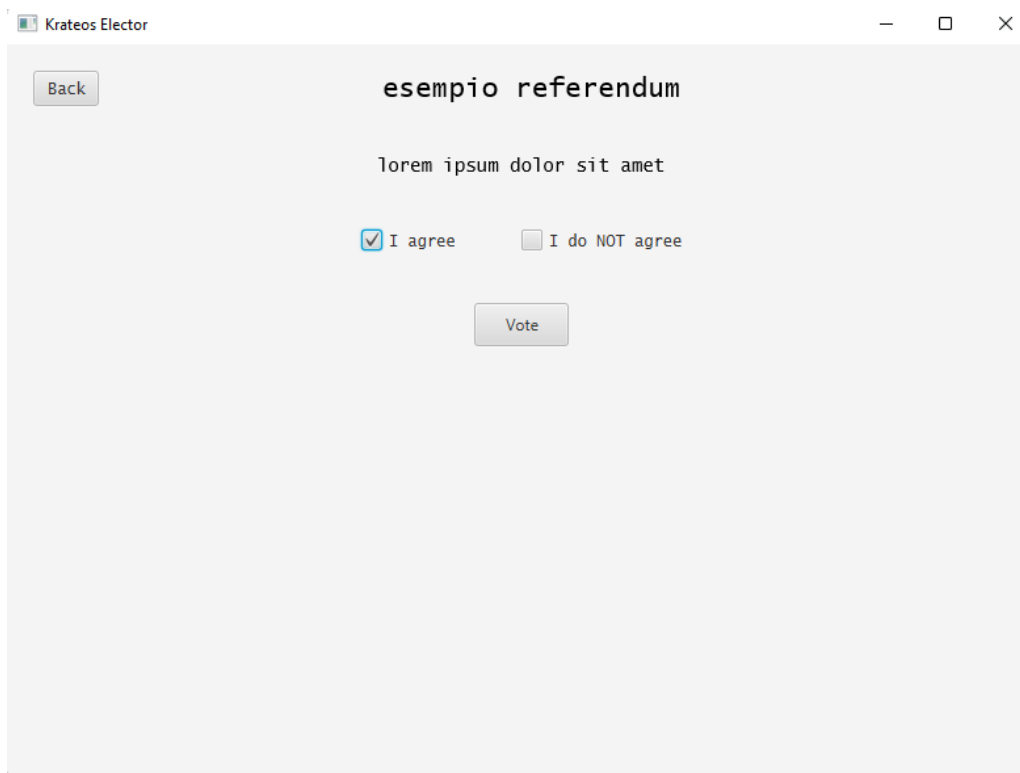 Krateos Elector
Back
esempio referendum
lorem ipsum dolor sit amet
I agree
I do NOT agree
Vote